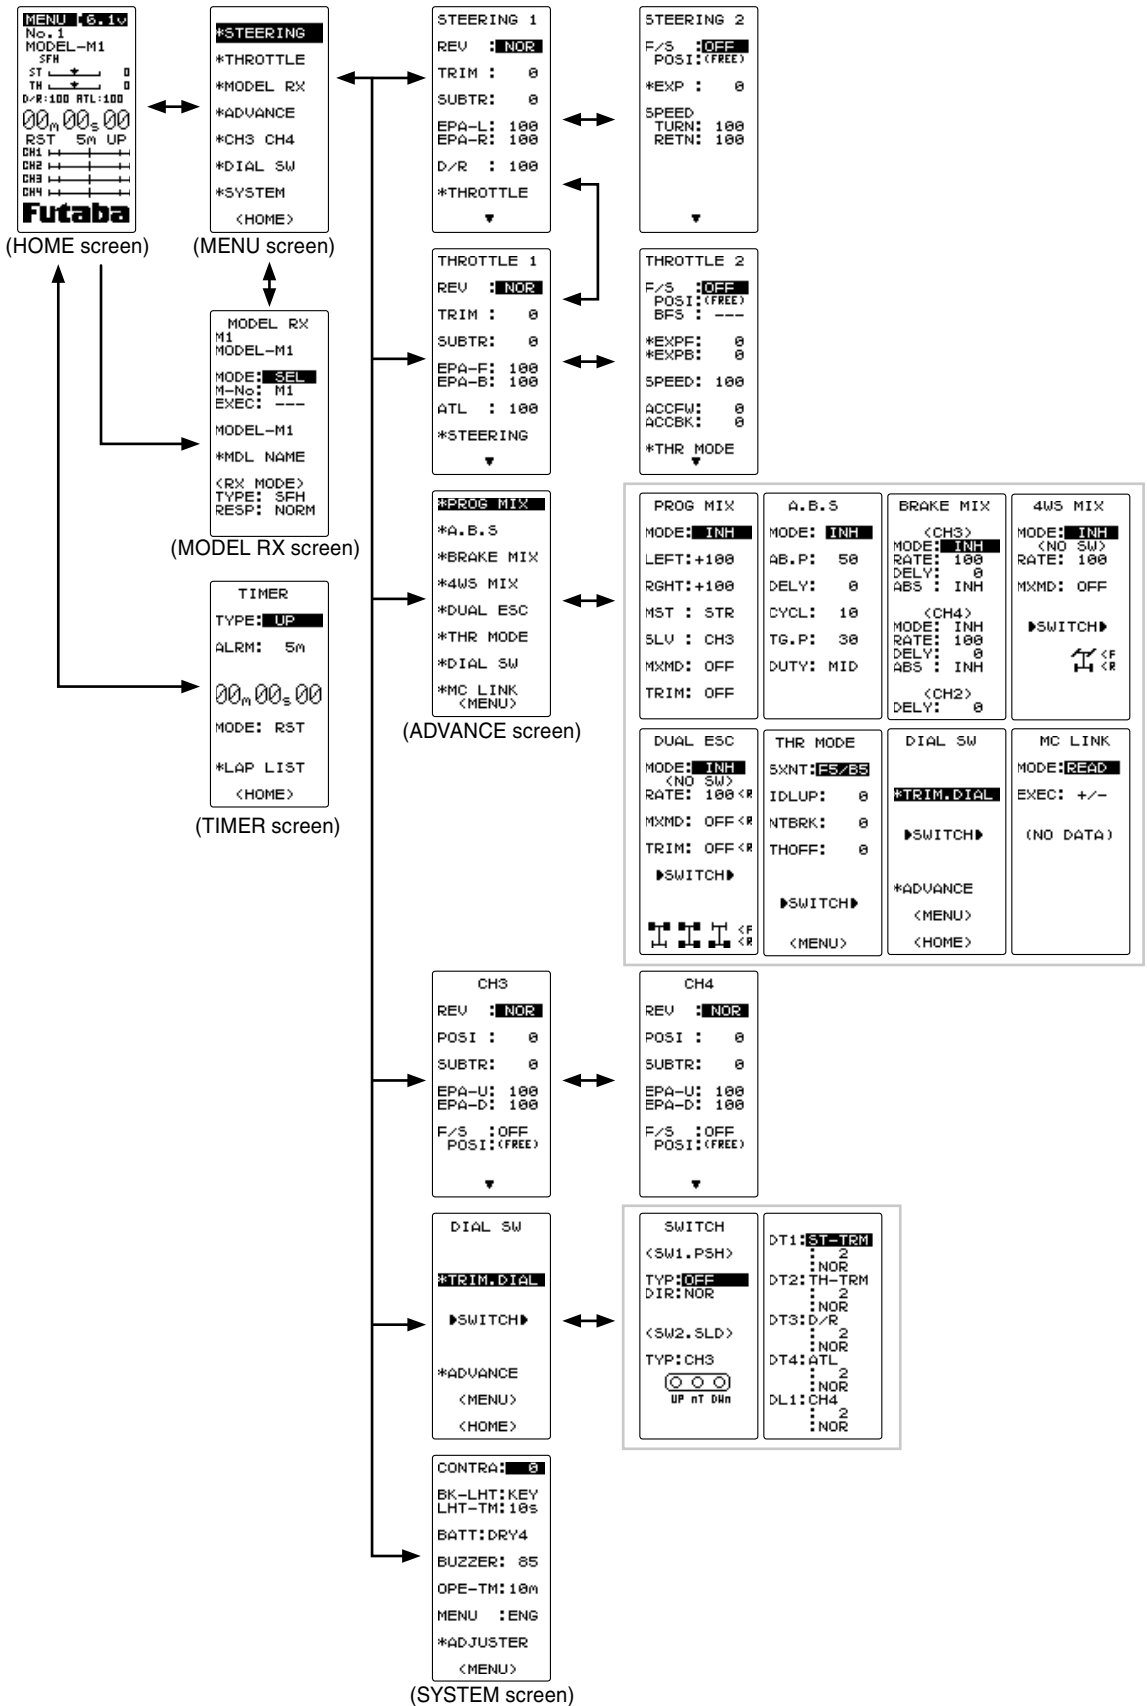 MENU 6.1v
No.1
MODEL-M1
SFH
ST 0
TH 0
D/R:100 ATL:100
00m00s00
RST 5m UP
CH1
CH2
CH3
CH4
Futaba
(HOME screen)
*STEERING
*THROTTLE
*MODEL RX
*ADVANCE
*CH3 CH4
*DIAL SW
*SYSTEM
<HOME>
(MENU screen)
STEERING 1
REV :NOR
TRIM : 0
SUBTR: 0
EPA-L: 100
EPA-R: 100
D/R : 100
*THROTTLE
▼
STEERING 2
F/S :OFF
POSI:(FREE)
*EXP : 0
SPEED
TURN: 100
RETN: 100
▼
THROTTLE 1
REV :NOR
TRIM : 0
SUBTR: 0
EPA-F: 100
EPA-B: 100
ATL : 100
*STEERING
▼
THROTTLE 2
F/S :OFF
POSI:(FREE)
BFS : ---
*EXPF: 0
*EXPB: 0
SPEED: 100
ACCFW: 0
ACCBK: 0
*THR MODE
▼
MODEL RX
M1
MODEL-M1
MODE: SEL
M-No: M1
EXEC: ---
MODEL-M1
*MDL NAME
<RX MODE>
TYPE: SFH
RESP: NORM
(MODEL RX screen)
TIMER
TYPE: UP
ALRM: 5m
00m00s00
MODE: RST
*LAP LIST
<HOME>
(TIMER screen)
*PROG MIX
*A.B.S
*BRAKE MIX
*4WS MIX
*DUAL ESC
*THR MODE
*DIAL SW
*MC LINK
<MENU>
(ADVANCE screen)
PROG MIX
MODE: INH
LEFT:+100
RGHT:+100
MST : STR
SLV : CH3
MXMD: OFF
TRIM: OFF
A.B.S
MODE: INH
AB.P: 50
DELY: 0
CYCL: 10
TG.P: 30
DUTY: MID
BRAKE MIX
<CH3>
MODE: INH
RATE: 100
DELY: 0
ABS : INH
<CH4>
MODE: INH
RATE: 100
DELY: 0
ABS : INH
<CH2>
DELY: 0
4WS MIX
MODE: INH
<NO SW>
RATE: 100
MXMD: OFF
▶SWITCH▶
<F
<R
DUAL ESC
MODE: INH
<NO SW>
RATE: 100<R
MXMD: OFF<R
TRIM: OFF<R
▶SWITCH▶
<F
<R
THR MODE
SXNT:F5/B5
IDLUP: 0
NTBRK: 0
THOFF: 0
▶SWITCH▶
<MENU>
DIAL SW
*TRIM.DIAL
▶SWITCH▶
*ADVANCE
<MENU>
<HOME>
MC LINK
MODE:READ
EXEC: +/-
(NO DATA)
CH3
REV :NOR
POSI : 0
SUBTR: 0
EPA-U: 100
EPA-D: 100
F/S :OFF
POSI:(FREE)
▼
CH4
REV :NOR
POSI : 0
SUBTR: 0
EPA-U: 100
EPA-D: 100
F/S :OFF
POSI:(FREE)
▼
DIAL SW
*TRIM.DIAL
▶SWITCH▶
*ADVANCE
<MENU>
<HOME>
SWITCH
<SW1.PSH>
TYP:OFF
DIR:NOR
<SW2.SLD>
TYP:CH3
UP nT DWn
DT1:ST-TRM
: 2
:NOR
DT2:TH-TRM
: 2
:NOR
DT3:D/R
: 2
:NOR
DT4:ATL
: 2
:NOR
DL1:CH4
: 2
:NOR
CONTRA: 0
BK-LHT:KEY
LHT-TM:10s
BATT:DRY4
BUZZER: 85
OPE-TM:10m
MENU :ENG
*ADJUSTER
<MENU>
(SYSTEM screen)